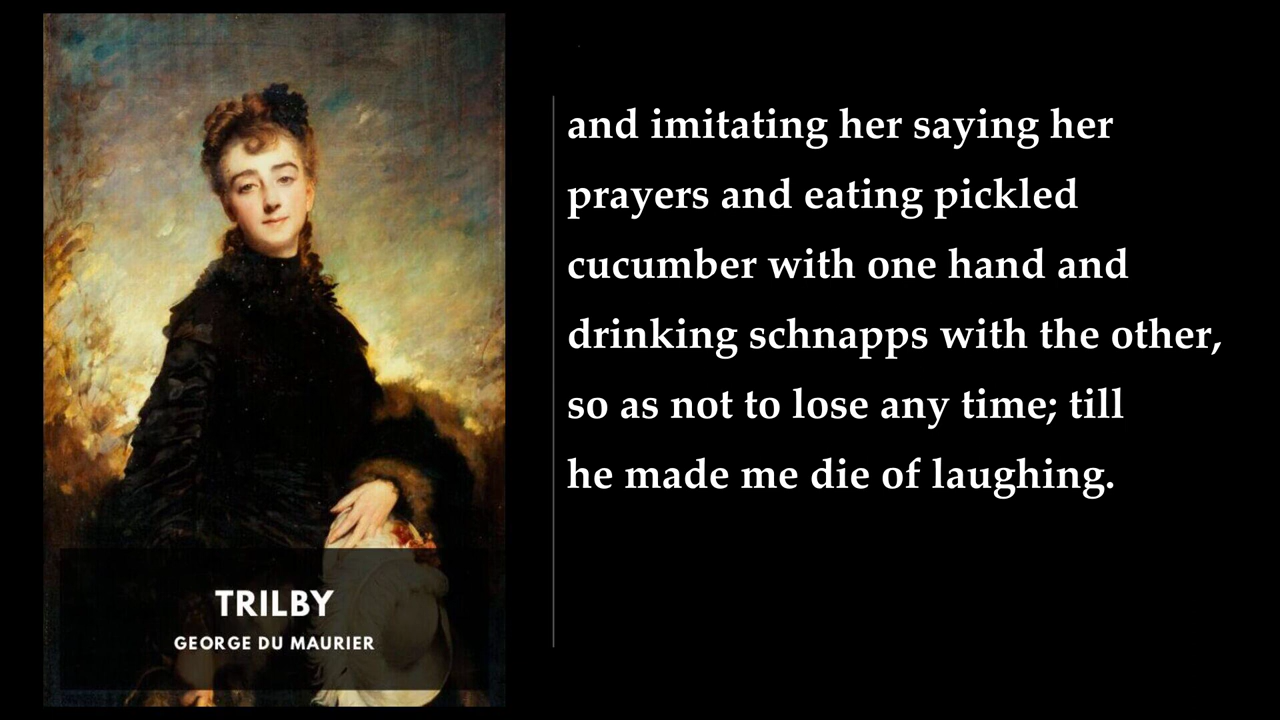 and imitating her saying her
prayers and eating pickled
cucumber with one hand and
drinking schnapps with the other,
so as not to lose any time; till
he made me die of laughing.
TRILBY
GEORGE DU MAURIER